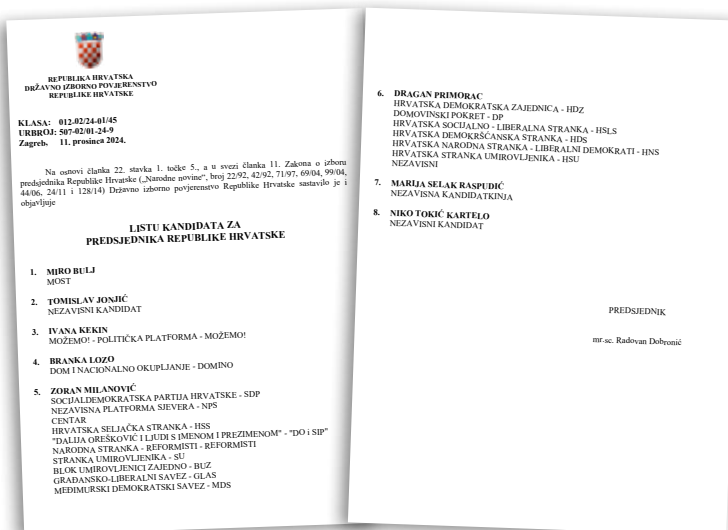 REPUBLIKA HRVATSKA
DRŽAVNO IZBORNO POVJERENSTVO
REPUBLIKE HRVATSKE
KLASA: 012-02/24-01/45
URBROJ: 507-02/01-24-9
Zagreb, 11. prosinca 2024.
Na osnovi članka 22. stavka 1. točke 5., a u svezi članka 11. Zakona o izboru
predsjednika Republike Hrvatske („Narodne novine", broj 22/92, 42/92, 71/97, 69/04, 99/04,
44/06, 24/11 i 128/14) Državno izborno povjerenstvo Republike Hrvatske sastavilo je i
objavljuje
LISTU KANDIDATA ZA
PREDSJEDNIKA REPUBLIKE HRVATSKE
1. MIRO BULJ
MOST
2. TOMISLAV JONJIĆ
NEZAVISNI KANDIDAT
3. IVANA KEKIN
MOŽEMO! - POLITIČKA PLATFORMA - MOŽEMO!
4. BRANKA LOZO
DOM I NACIONALNO OKUPLJANJE - DOMINO
5. ZORAN MILANOVIĆ
SOCIJALDEMOKRATSKA PARTIJA HRVATSKE - SDP
NEZAVISNA PLATFORMA SJEVERA - NPS
CENTAR
HRVATSKA SELJAČKA STRANKA - HSS
"DALIJA OREŠKOVIĆ I LJUDI S IMENOM I PREZIMENOM" - "DO i SIP"
NARODNA STRANKA - REFORMISTI - REFORMISTI
STRANKA UMIROVLJENIKA - SU
BLOK UMIROVLJENICI ZAJEDNO - BUZ
GRAĐANSKO-LIBERALNI SAVEZ - GLAS
MEĐIMURSKI DEMOKRATSKI SAVEZ - MDS
6. DRAGAN PRIMORAC
HRVATSKA DEMOKRATSKA ZAJEDNICA - HDZ
DOMOVINSKI POKRET - DP
HRVATSKA SOCIJALNO - LIBERALNA STRANKA - HSLS
HRVATSKA DEMOKRŠĆANSKA STRANKA - HDS
HRVATSKA NARODNA STRANKA - LIBERALNI DEMOKRATI - HNS
HRVATSKA STRANKA UMIROVLJENIKA - HSU
NEZAVISNI
7. MARIJA SELAK RASPUDIĆ
NEZAVISNA KANDIDATKINJA
8. NIKO TOKIĆ KARTELO
NEZAVISNI KANDIDAT
PREDSJEDNIK
mr.sc. Radovan Dobronić